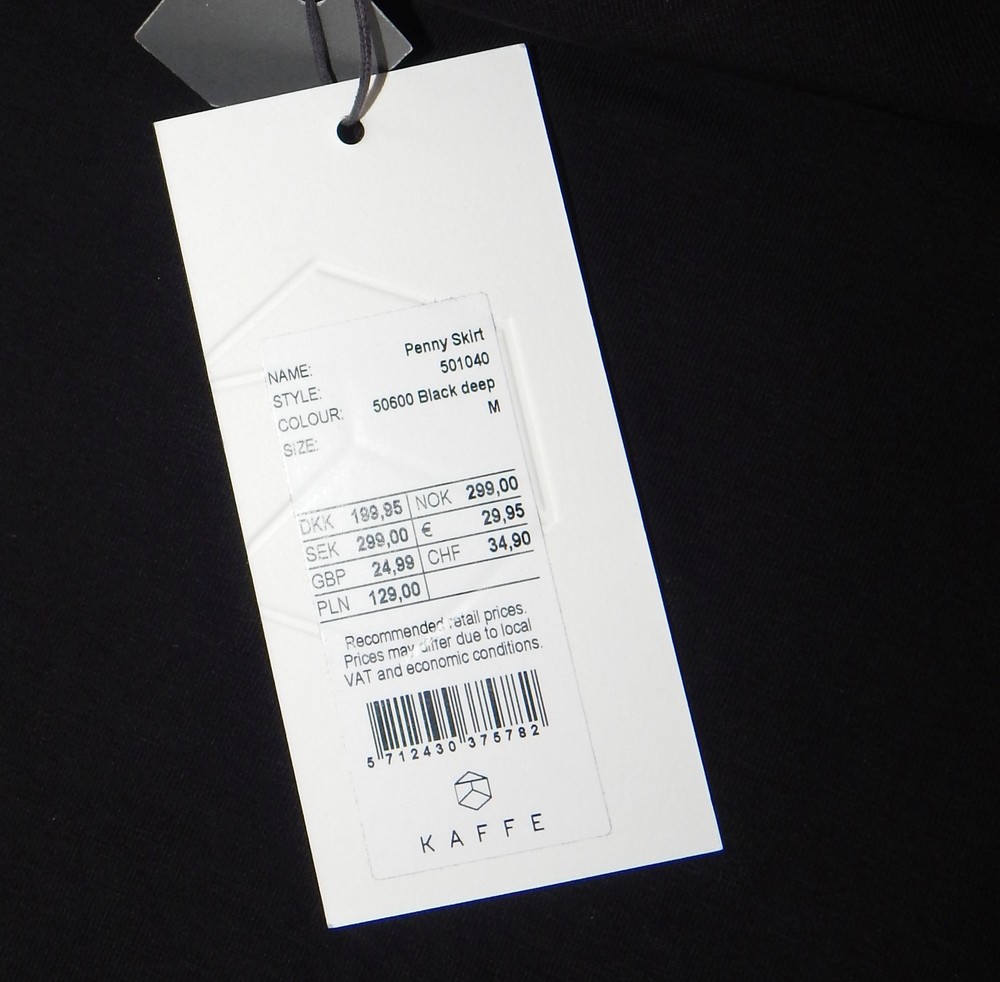 NAME: Penny Skirt
STYLE: 501040
COLOUR: 50600 Black deep
SIZE: M
DKK 199,95 NOK 299,00
SEK 299,00 € 29,95
GBP 24,99 CHF 34,90
PLN 129,00
Recommended retail prices.
Prices may differ due to local
VAT and economic conditions.
5 712430 375782
KAFFE